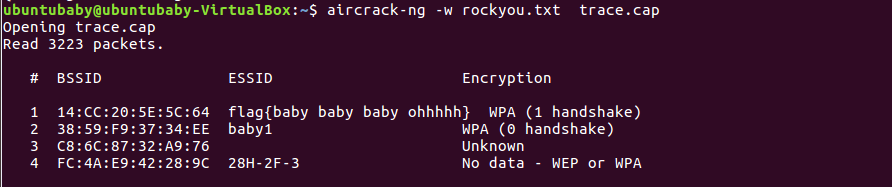 ubuntubaby@ubuntubaby-VirtualBox:~$ aircrack-ng -w rockyou.txt  trace.cap
Opening trace.cap
Read 3223 packets.
#  BSSID              ESSID                     Encryption
1  14:CC:20:5E:5C:64  flag{baby baby baby ohhhhh}  WPA (1 handshake)
2  38:59:F9:37:34:EE  baby1                     WPA (0 handshake)
3  C8:6C:87:32:A9:76                            Unknown
4  FC:4A:E9:42:28:9C  28H-2F-3                  No data - WEP or WPA